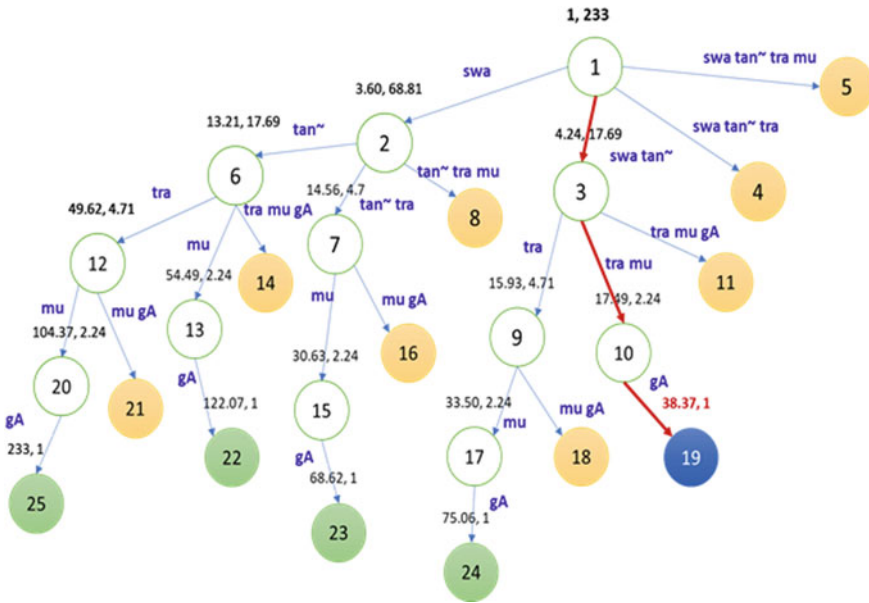 1, 233
1
swa
swa tan~ tra mu
5
3.60, 68.81
2
13.21, 17.69
tan~
4.24, 17.69
swa tan~
swa tan~ tra
4
6
14.56, 4.7
tan~ tra
tan~ tra mu
8
3
tra
tra mu gA
49.62, 4.71
7
tra mu gA
11
12
mu
54.49, 2.24
14
tra
15.93, 4.71
tra mu
17.49, 2.24
mu
104.37, 2.24
mu gA
13
mu
mu gA
16
9
10
20
21
gA
122.07, 1
30.63, 2.24
15
33.50, 2.24
mu
mu gA
gA
38.37, 1
gA
233, 1
22
gA
68.62, 1
17
18
19
25
23
gA
75.06, 1
24